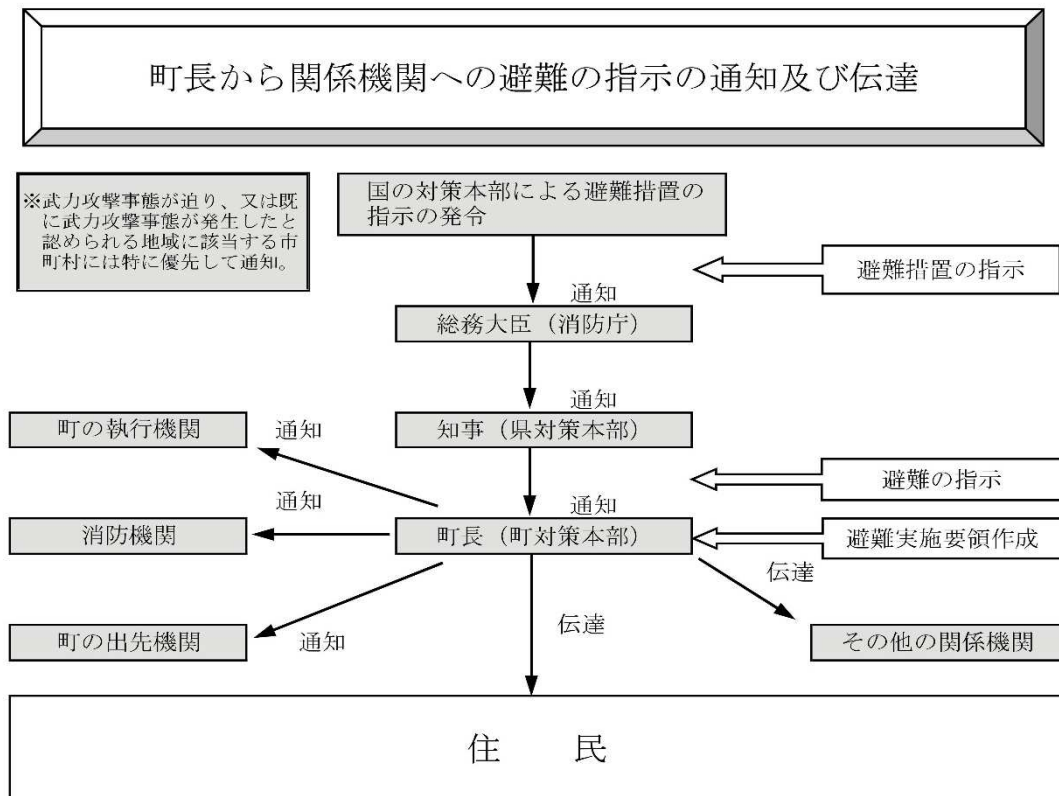 町長から関係機関への避難の指示の通知及び伝達
※武力攻撃事態が迫り、又は既
に武力攻撃事態が発生したと
認められる地域に該当する市
町村には特に優先して通知。
国の対策本部による避難措置の
指示の発令
避難措置の指示
通知
総務大臣（消防庁）
通知
町の執行機関
通知
知事（県対策本部）
避難の指示
通知
通知
消防機関
町長（町対策本部）
避難実施要領作成
伝達
町の出先機関
通知
伝達
その他の関係機関
住　　民